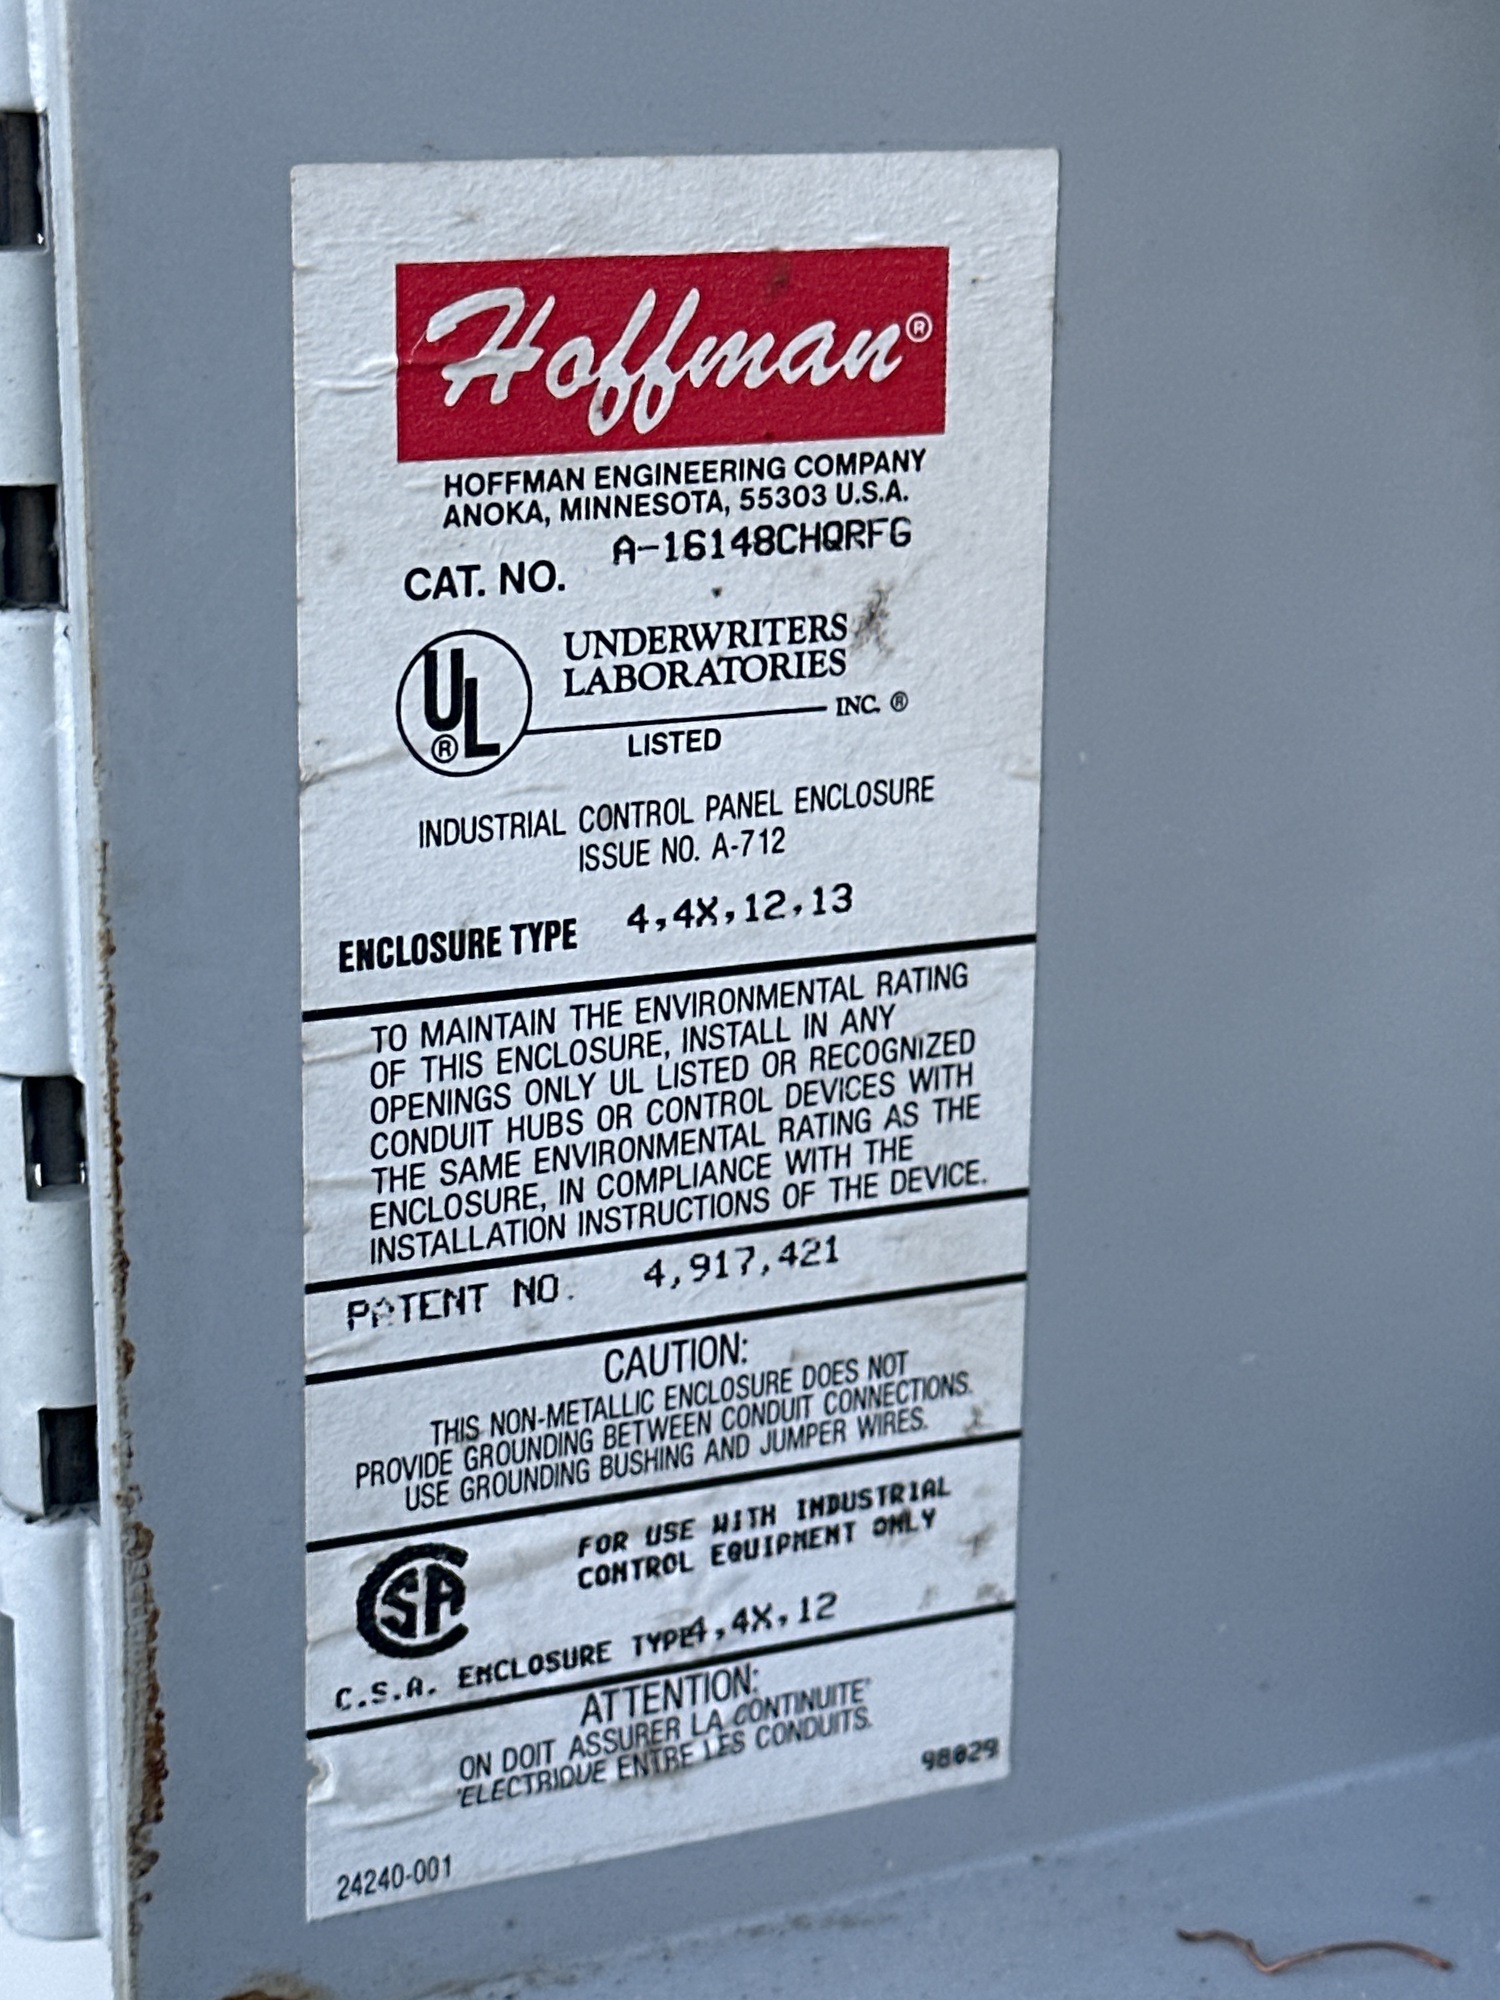 Hoffman®
HOFFMAN ENGINEERING COMPANY
ANOKA, MINNESOTA, 55303 U.S.A.
CAT. NO. A-16148CHQRFG
UL® UNDERWRITERS
LABORATORIES
INC.®
LISTED
INDUSTRIAL CONTROL PANEL ENCLOSURE
ISSUE NO. A-712
ENCLOSURE TYPE 4,4X,12,13
TO MAINTAIN THE ENVIRONMENTAL RATING
OF THIS ENCLOSURE, INSTALL IN ANY
OPENINGS ONLY UL LISTED OR RECOGNIZED
CONDUIT HUBS OR CONTROL DEVICES WITH
THE SAME ENVIRONMENTAL RATING AS THE
ENCLOSURE, IN COMPLIANCE WITH THE
INSTALLATION INSTRUCTIONS OF THE DEVICE.
PATENT NO. 4,917,421
CAUTION:
THIS NON-METALLIC ENCLOSURE DOES NOT
PROVIDE GROUNDING BETWEEN CONDUIT CONNECTIONS.
USE GROUNDING BUSHING AND JUMPER WIRES.
CSA FOR USE WITH INDUSTRIAL
CONTROL EQUIPMENT ONLY
C.S.A. ENCLOSURE TYPE4,4X,12
ATTENTION:
ON DOIT ASSURER LA CONTINUITE'
'ELECTRIQUE ENTRE LES CONDUITS.
98029
24240-001